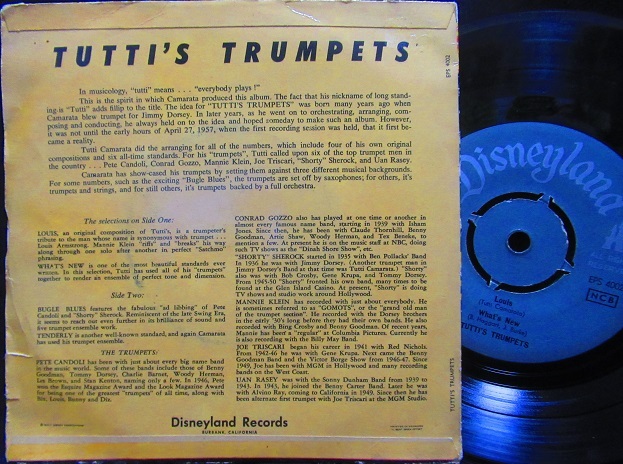 TUTTI'S TRUMPETS
EPS 4002
In musicology, "tutti" means . . . "everybody plays !"
This is the spirit in which Camarata produced this album. The fact that his nickname of long stand-
ing is "Tutti" adds fillip to the title. The idea for "TUTTI'S TRUMPETS" was born many years ago when
Camarata blew trumpet for Jimmy Dorsey. In later years, as he went on to orchestrating, arranging, com-
posing and conducting, he always held on to the idea and hoped someday to make such an album. However,
it was not until the early hours of April 27, 1957, when the first recording session was held, that it first be-
came a reality.
Tutti Camarata did the arranging for all of the numbers, which include four of his own original
compositions and six all-time standards. For his "trumpets", Tutti called upon six of the top trumpet men in
the country . . . Pete Candoli, Conrad Gozzo, Mannie Klein, Joe Triscari, "Shorty" Sherock, and Uan Rasey.
Camarata has show-cased his trumpets by setting them against three different musical backgrounds.
For some numbers, such as the exciting "Bugle Blues", the trumpets are set off by saxophones; for others, it's
trumpets and strings, and for still others, it's trumpets backed by a full orchestra.
The selections on Side One:
LOUIS, an original composition of Tutti's, is a trumpeter's
tribute to the man whose name is synonymous with trumpet . . .
Louis Armstrong. Mannie Klein "riffs" and "breaks" his way
along through one solo after another in perfect "Satchmo"
phrasing.
WHAT'S NEW is one of the most beautiful standards ever
written. In this selection, Tutti has used all of his "trumpets"
together to render an ensemble of perfect tone and dimension.
Side Two:
BUGLE BLUES features the fabulous "ad libbing" of Pete
Candoli and "Shorty" Sherock. Reminiscent of the late Swing Era,
it seems to surpass even further in its brilliance of sound and
five trumpet ensemble work.
TENDERLY is another well-known standard, and again Camarata
has used his trumpet ensemble.
THE TRUMPETS:
PETE CANDOLI has been with just about every big name band
in the music world. Some of these bands include those of Benny
Goodman, Tommy Dorsey, Charlie Barnet, Woody Herman,
Les Brown, and Stan Kenton, naming only a few. In 1946, Pete
won the Esquire Magazine Award and the Look Magazine Award
for being one of the greatest "trumpets" of all time, along with
Bix, Louis, Bunny and Diz.
CONRAD GOZZO also has played at one time or another in
almost every famous name band, starting in 1939 with Isham
Jones. Since then, he has been with Claude Thornhill, Benny
Goodman, Artie Shaw, Woody Herman, and Tex Beneke, to
mention a few. At present he is on the music staff at NBC, doing
such TV shows as the "Dinah Shore Show", etc.
"SHORTY" SHEROCK started in 1935 with Ben Pollacks' Band
In 1936 he was with Jimmy Dorsey. (Another trumpet man in
Jimmy Dorsey's Band at that time was Tutti Camarata.) "Shorty"
also was with Bob Crosby, Gene Krupa, and Tommy Dorsey.
From 1945-50 "Shorty" fronted his own band, many times to be
found at the Glen Island Casino. At present, "Shorty" is doing
TV shows and studio work around Hollywood.
MANNIE KLEIN has recorded with just about everybody. He
is sometimes referred to as "GOMOTS", or the "grand old man
of the trumpet session". He recorded with the Dorsey brothers
in the early '30's long before they had their own bands. He also
recorded with Bing Crosby and Benny Goodman. Of recent years,
Mannie has been a "regular" at Columbia Pictures. Currently he
is also recording with the Billy May Band.
JOE TRISCARI began his career in 1941 with Red Nichols.
From 1942-46 he was with Gene Krupa. Next came the Benny
Goodman Band and the Victor Borge Show from 1946-47. Since
1949, Joe has been with MGM in Hollywood and many recording
bands on the West Coast.
UAN RASEY was with the Sonny Dunham Band from 1939 to
1943. In 1943, he joined the Benny Carter Band. Later he was
with Alvino Ray, coming to California in 1949. Since then he has
been alternate first trumpet with Joe Triscari at the MGM Studio.
Disneyland Records
BURBANK, CALIFORNIA
TUTTI'S TRUMPETS
Disneyland
EPS 400
HCB
Louis
(Tutti Camarata)
What's New
TUTTI'S TRUMPETS